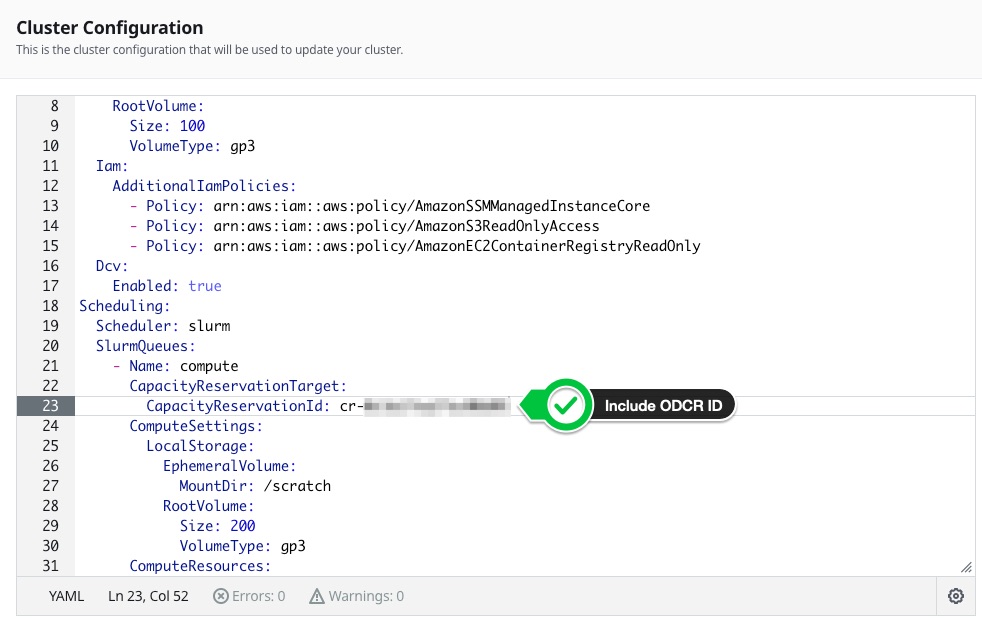 Cluster Configuration
This is the cluster configuration that will be used to update your cluster.
8 RootVolume:
9 Size: 100
10 VolumeType: gp3
11 Iam:
12 AdditionalIamPolicies:
13 - Policy: arn:aws:iam::aws:policy/AmazonSSMManagedInstanceCore
14 - Policy: arn:aws:iam::aws:policy/AmazonS3ReadOnlyAccess
15 - Policy: arn:aws:iam::aws:policy/AmazonEC2ContainerRegistryReadOnly
16 Dcv:
17 Enabled: true
18 Scheduling:
19 Scheduler: slurm
20 SlurmQueues:
21 - Name: compute
22 CapacityReservationTarget:
23 CapacityReservationId: cr- Include ODCR ID
24 ComputeSettings:
25 LocalStorage:
26 EphemeralVolume:
27 MountDir: /scratch
28 RootVolume:
29 Size: 200
30 VolumeType: gp3
31 ComputeResources:
YAML Ln 23, Col 52 Errors: 0 Warnings: 0